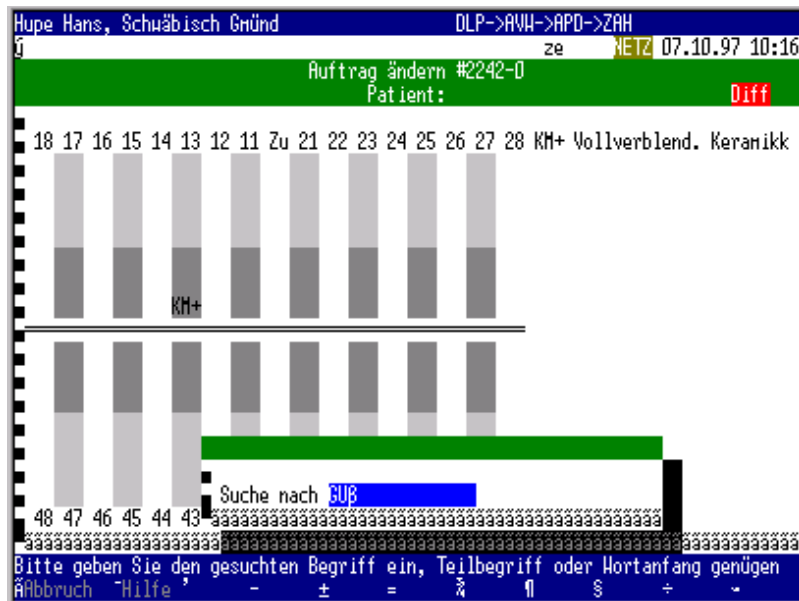 Hupe Hans, Schwäbisch Gmünd DLP->AVW->APD->ZAH
ü ze NETZ 07.10.97 10:16
Auftrag ändern #2242-0
Patient: Diff
18 17 16 15 14 13 12 11 Zu 21 22 23 24 25 26 27 28 KM+ Vollverblend. Keramikk
KM+
Suche nach GUß
48 47 46 45 44 43
Bitte geben Sie den gesuchten Begriff ein, Teilbegriff oder Wortanfang genügen
ÄAbbruch ¯Hilfe ' - ± = ¾ ¶ § ÷